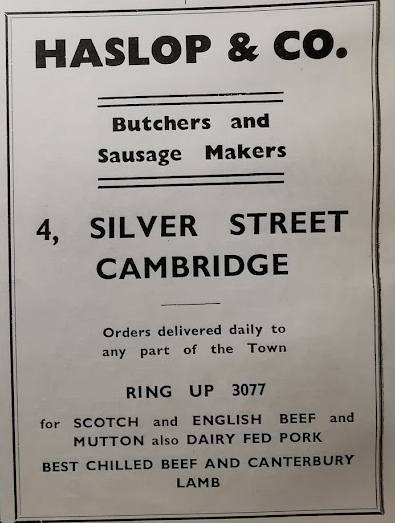 HASLOP & CO.
Butchers and
Sausage Makers
4, SILVER STREET
CAMBRIDGE
Orders delivered daily to
any part of the Town
RING UP 3077
for SCOTCH and ENGLISH BEEF and
MUTTON also DAIRY FED PORK
BEST CHILLED BEEF AND CANTERBURY
LAMB